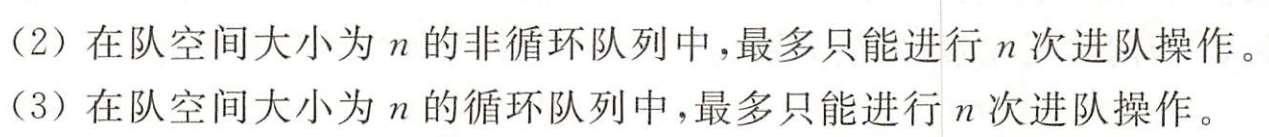 (2) 在队空间大小为 n 的非循环队列中,最多只能进行 n 次进队操作。
(3) 在队空间大小为 n 的循环队列中,最多只能进行 n 次进队操作。